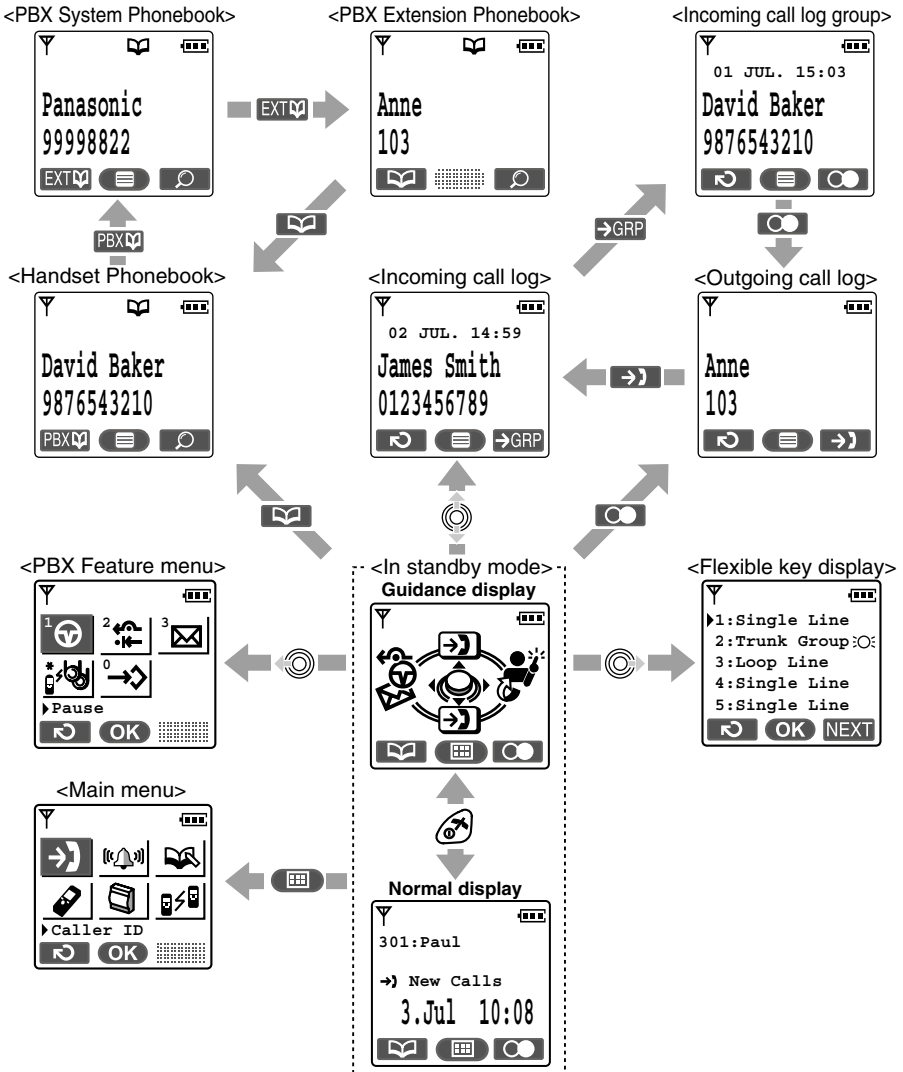 <PBX System Phonebook>
<PBX Extension Phonebook>
<Incoming call log group>
01 JUL. 15:03
Panasonic
99998822
EXT
EXT
Anne
103
David Baker
9876543210
PBX
→GRP
<Handset Phonebook>
<Incoming call log>
<Outgoing call log>
David Baker
9876543210
PBX
02 JUL. 14:59
James Smith
0123456789
→GRP
Anne
103
<PBX Feature menu>
<In standby mode>
Guidance display
<Flexible key display>
1
2
3
*
0
Pause
OK
1:Single Line
2:Trunk Group
3:Loop Line
4:Single Line
5:Single Line
OK
NEXT
<Main menu>
Caller ID
OK
Normal display
301:Paul
New Calls
3.Jul 10:08